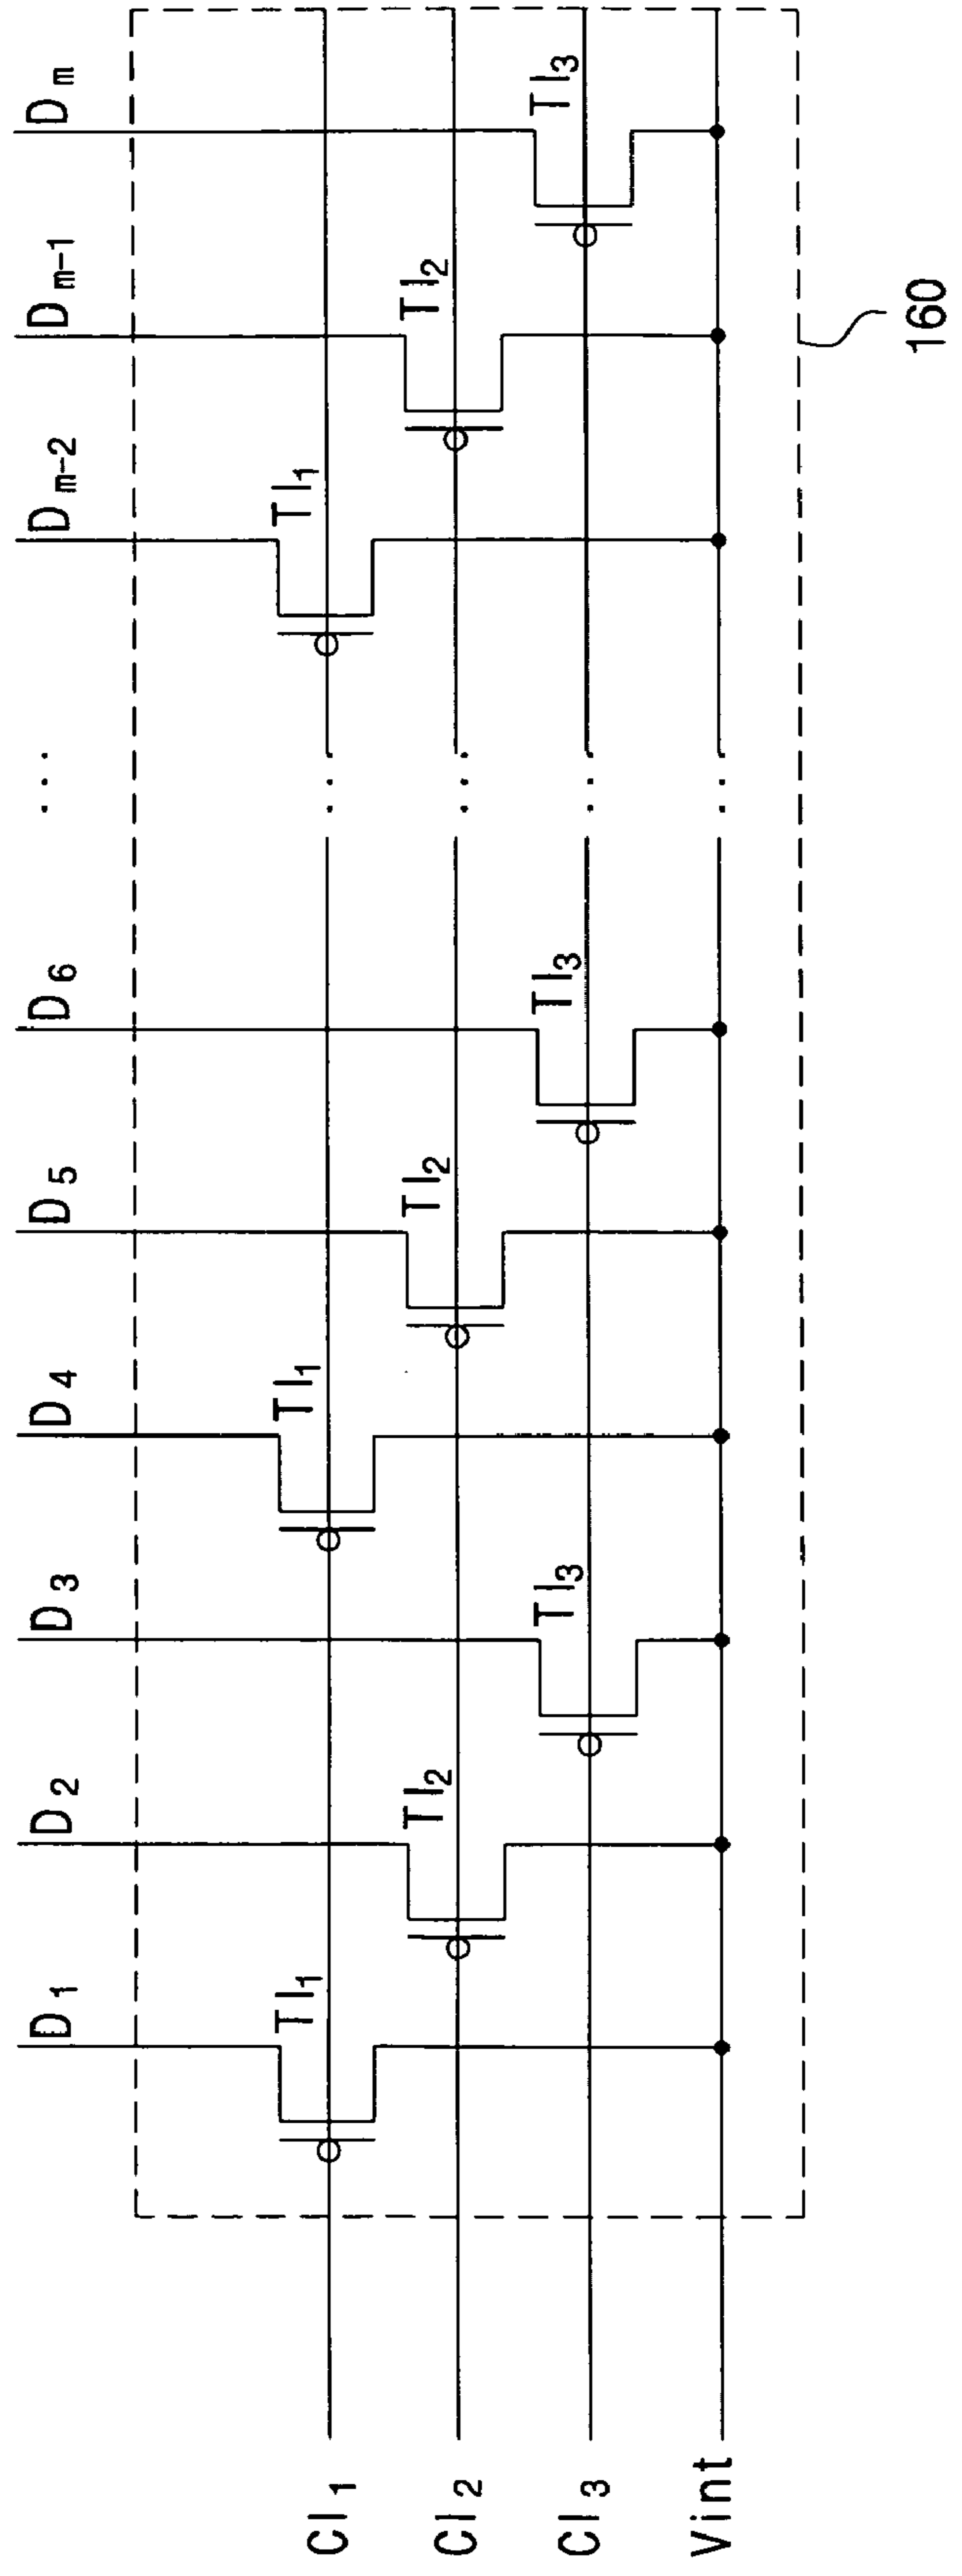 D1 D2 D3 D4 D5 D6 ... Dm-2 Dm-1 Dm
TI1 TI1 TI1
CI1
TI2 TI2 TI2
CI2
TI3 TI3 TI3
CI3
Vint
160